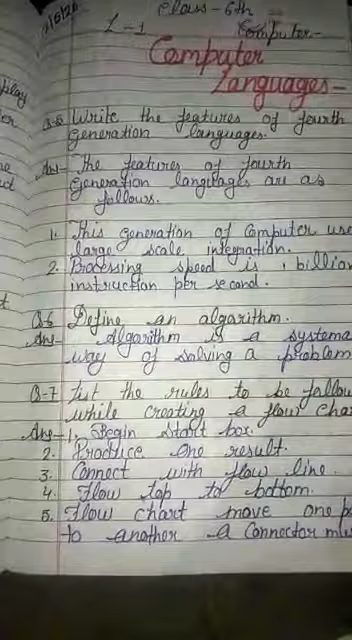 Class - 6th
L-1 Computer-
Computer
Languages-
play
Write the features of fourth
generation languages.
Ans- The features of fourth
Generation languages are as
follows.
1. This generation of computer use
large scale integration.
2. Processing speed is 1 billion
instruction per second.
Q-6 Define an algorithm.
Ans- Algorithm is a systema
way of solving a problem
Q-7 List the rules to be follow
while creating a flow char
Ans- 1. Begin start box.
2. Produce one result.
3. Connect with flow line.
4. Flow top to bottom.
5. Flow chart move one
to another a connector